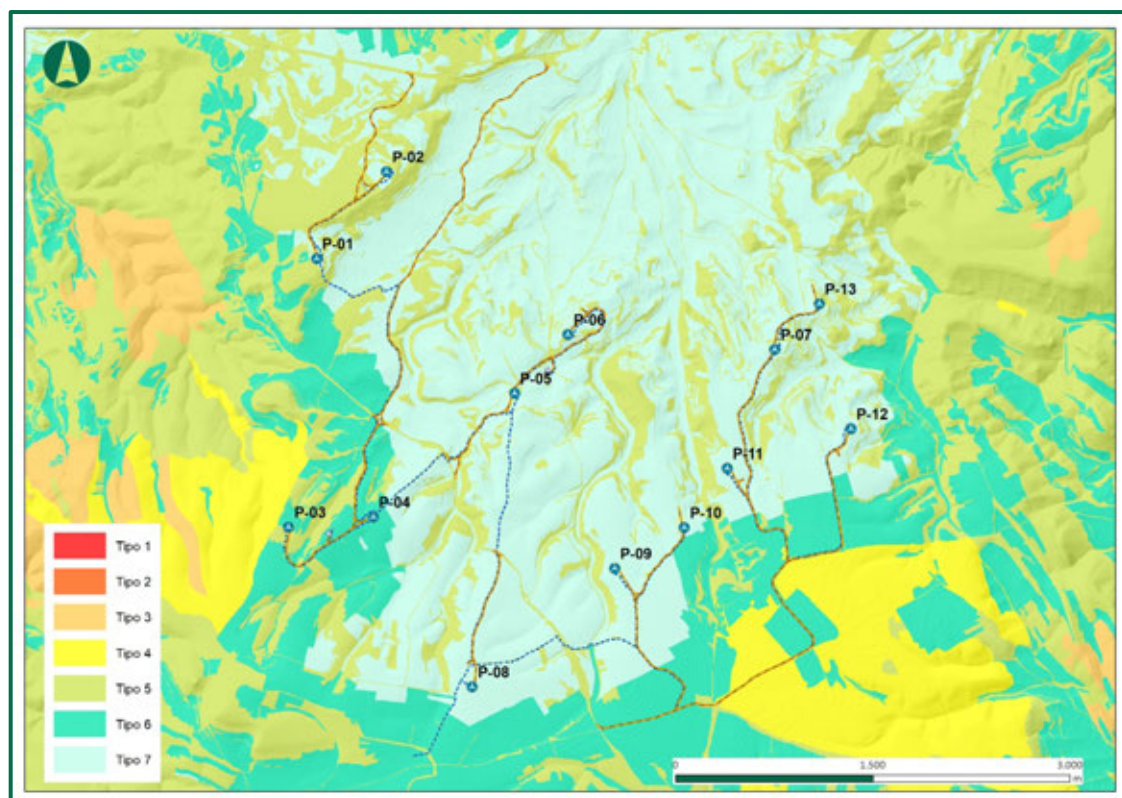 P-02
P-01
P-13
P-06
P-07
P-05
P-12
P-11
P-04
P-03
P-10
P-09
P-08
Tipo 1
Tipo 2
Tipo 3
Tipo 4
Tipo 5
Tipo 6
Tipo 7
0 1.500 3.000
m